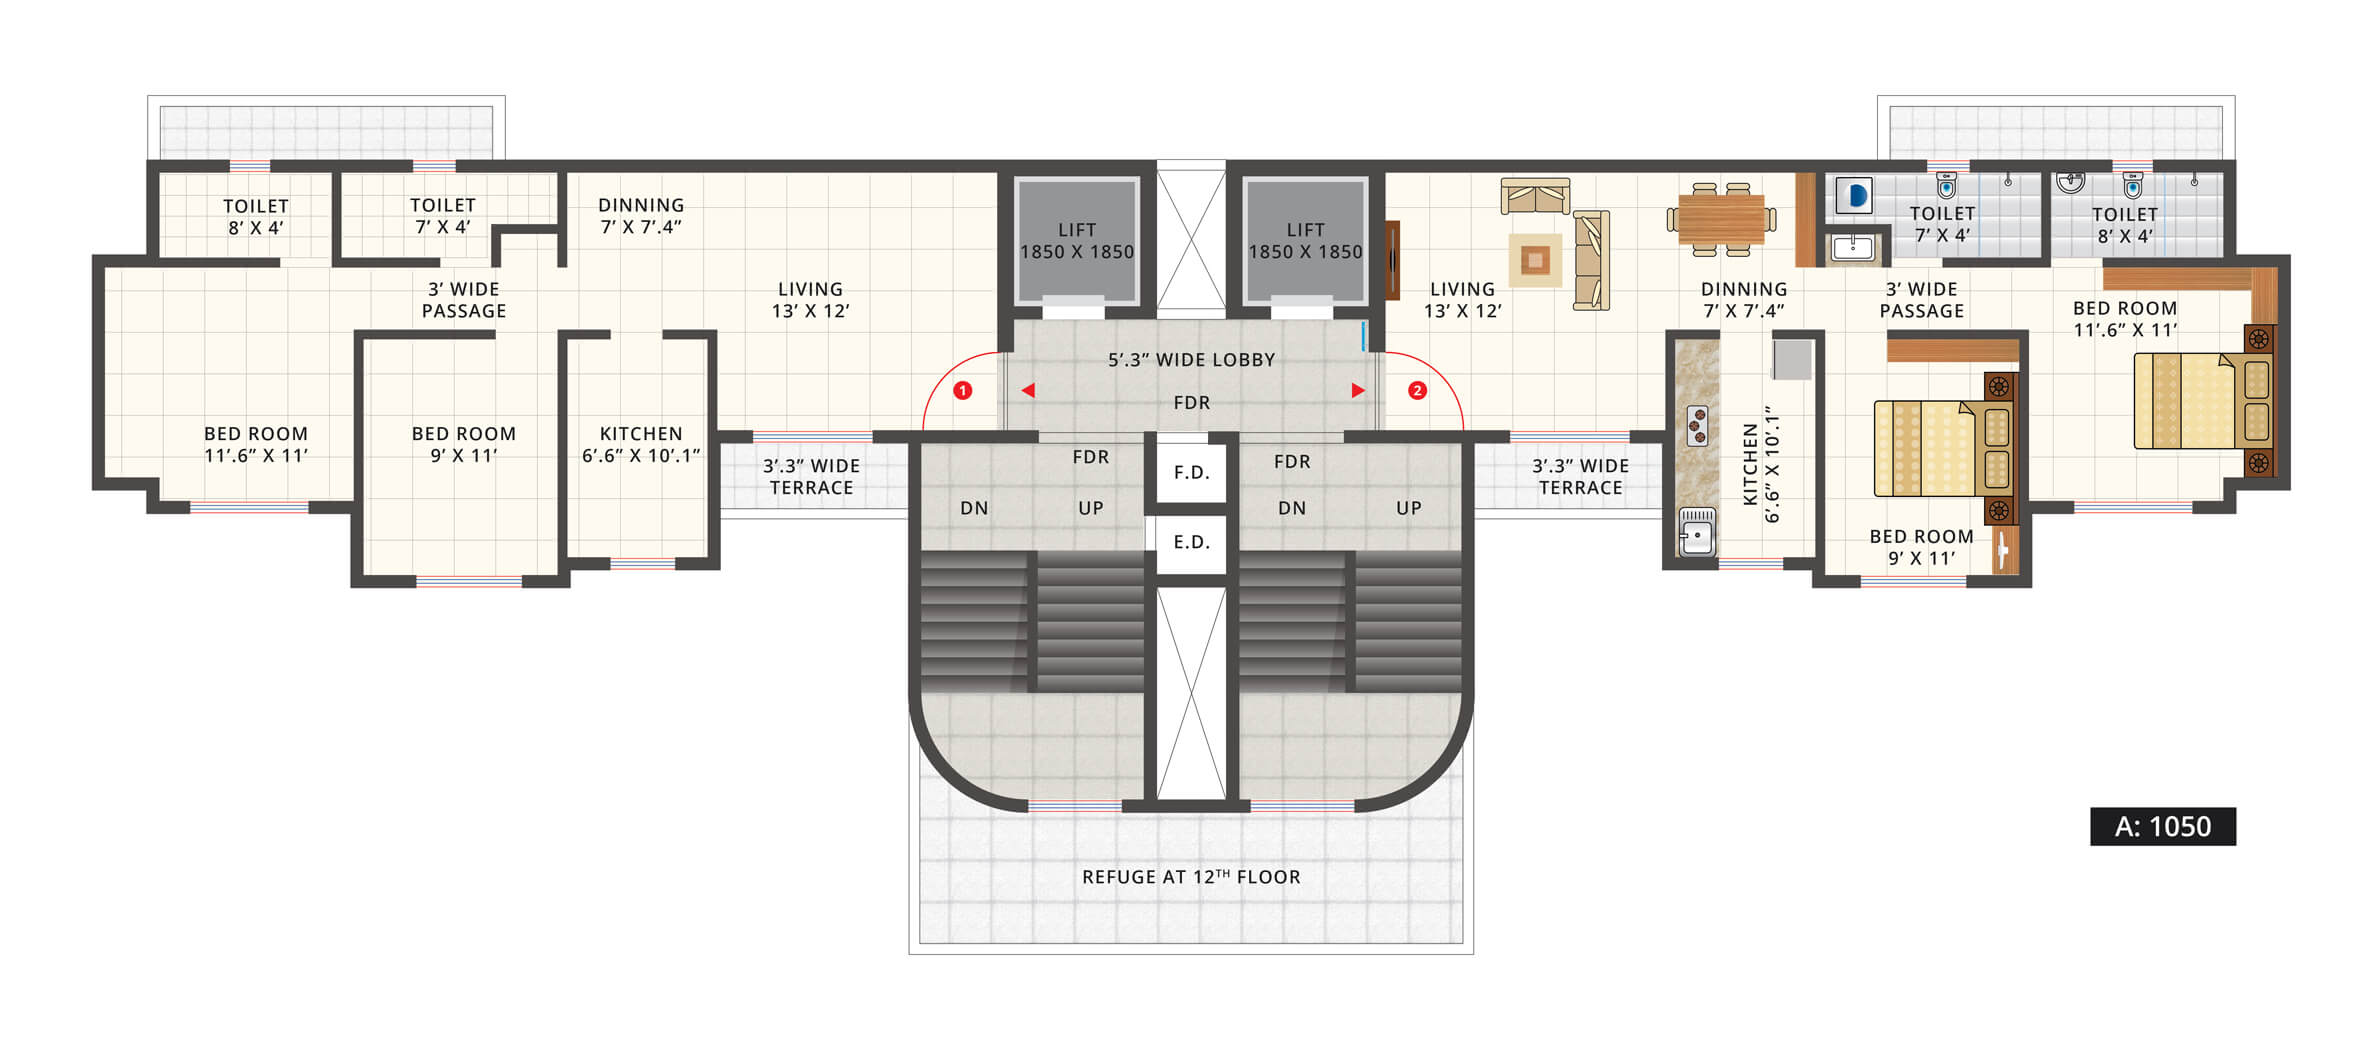 TOILET
8’ X 4’
TOILET
7’ X 4’
DINNING
7’ X 7’.4”
3’ WIDE
PASSAGE
LIVING
13’ X 12’
BED ROOM
11’.6” X 11’
BED ROOM
9’ X 11’
KITCHEN
6’.6” X 10’.1”
3’.3” WIDE
TERRACE
1
LIFT
1850 X 1850
LIFT
1850 X 1850
5’.3” WIDE LOBBY
FDR
FDR
FDR
DN
UP
F.D.
E.D.
DN
UP
2
LIVING
13’ X 12’
DINNING
7’ X 7’.4”
TOILET
7’ X 4’
TOILET
8’ X 4’
3’ WIDE
PASSAGE
BED ROOM
11’.6” X 11’
3’.3” WIDE
TERRACE
KITCHEN
6’.6” X 10’.1”
BED ROOM
9’ X 11’
REFUGE AT 12TH FLOOR
A: 1050